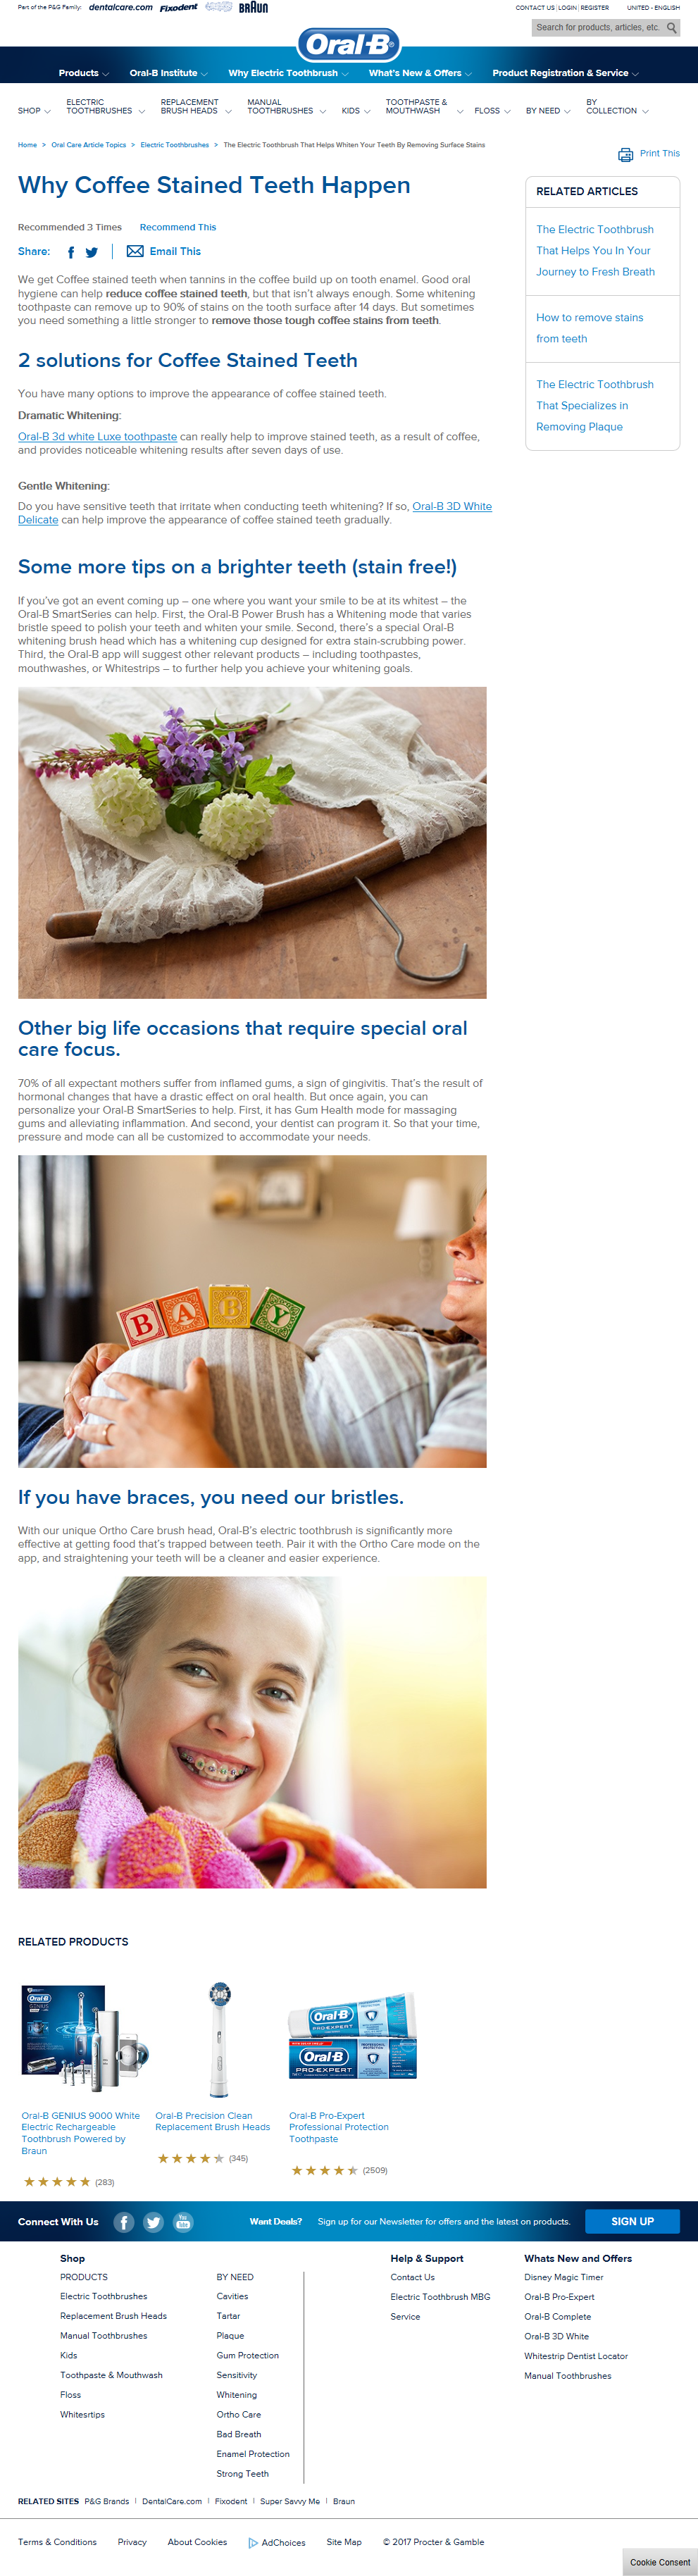 Part of the P&G Family: dentalcare.com Fixodent BRAUN
CONTACT US | LOGIN | REGISTER UNITED - ENGLISH
Search for products, articles, etc.
Oral-B
Products Oral-B Institute Why Electric Toothbrush What's New & Offers Product Registration & Service
SHOP ELECTRIC TOOTHBRUSHES REPLACEMENT BRUSH HEADS MANUAL TOOTHBRUSHES KIDS TOOTHPASTE & MOUTHWASH FLOSS BY NEED BY COLLECTION
Home > Oral Care Article Topics > Electric Toothbrushes > The Electric Toothbrush That Helps Whiten Your Teeth By Removing Surface Stains
Print This
Why Coffee Stained Teeth Happen
Recommended 3 Times Recommend This
Share: Email This
We get Coffee stained teeth when tannins in the coffee build up on tooth enamel. Good oral
hygiene can help reduce coffee stained teeth, but that isn't always enough. Some whitening
toothpaste can remove up to 90% of stains on the tooth surface after 14 days. But sometimes
you need something a little stronger to remove those tough coffee stains from teeth.
RELATED ARTICLES
The Electric Toothbrush
That Helps You In Your
Journey to Fresh Breath
How to remove stains
from teeth
The Electric Toothbrush
That Specializes in
Removing Plaque
2 solutions for Coffee Stained Teeth
You have many options to improve the appearance of coffee stained teeth.
Dramatic Whitening:
Oral-B 3d white Luxe toothpaste can really help to improve stained teeth, as a result of coffee,
and provides noticeable whitening results after seven days of use.
Gentle Whitening:
Do you have sensitive teeth that irritate when conducting teeth whitening? If so, Oral-B 3D White
Delicate can help improve the appearance of coffee stained teeth gradually.
Some more tips on a brighter teeth (stain free!)
If you've got an event coming up – one where you want your smile to be at its whitest – the
Oral-B SmartSeries can help. First, the Oral-B Power Brush has a Whitening mode that varies
bristle speed to polish your teeth and whiten your smile. Second, there's a special Oral-B
whitening brush head which has a whitening cup designed for extra stain-scrubbing power.
Third, the Oral-B app will suggest other relevant products – including toothpastes,
mouthwashes, or Whitestrips – to further help you achieve your whitening goals.
Other big life occasions that require special oral
care focus.
70% of all expectant mothers suffer from inflamed gums, a sign of gingivitis. That's the result of
hormonal changes that have a drastic effect on oral health. But once again, you can
personalize your Oral-B SmartSeries to help. First, it has Gum Health mode for massaging
gums and alleviating inflammation. And second, your dentist can program it. So that your time,
pressure and mode can all be customized to accommodate your needs.
B A B Y
If you have braces, you need our bristles.
With our unique Ortho Care brush head, Oral-B's electric toothbrush is significantly more
effective at getting food that's trapped between teeth. Pair it with the Ortho Care mode on the
app, and straightening your teeth will be a cleaner and easier experience.
RELATED PRODUCTS
Oral-B
GENIUS
Oral-B
PRO-EXPERT
Oral-B
PRO-EXPERT
Oral-B GENIUS 9000 White
Electric Rechargeable
Toothbrush Powered by
Braun
(283)
Oral-B Precision Clean
Replacement Brush Heads
(345)
Oral-B Pro-Expert
Professional Protection
Toothpaste
(2509)
Connect With Us You Tube Want Deals? Sign up for our Newsletter for offers and the latest on products. SIGN UP
Shop
PRODUCTS
Electric Toothbrushes
Replacement Brush Heads
Manual Toothbrushes
Kids
Toothpaste & Mouthwash
Floss
Whitesrtips
BY NEED
Cavities
Tartar
Plaque
Gum Protection
Sensitivity
Whitening
Ortho Care
Bad Breath
Enamel Protection
Strong Teeth
Help & Support
Contact Us
Electric Toothbrush MBG
Service
Whats New and Offers
Disney Magic Timer
Oral-B Pro-Expert
Oral-B Complete
Oral-B 3D White
Whitestrip Dentist Locator
Manual Toothbrushes
RELATED SITES P&G Brands | DentalCare.com | Fixodent | Super Savvy Me | Braun
Terms & Conditions Privacy About Cookies AdChoices Site Map © 2017 Procter & Gamble
Cookie Consent